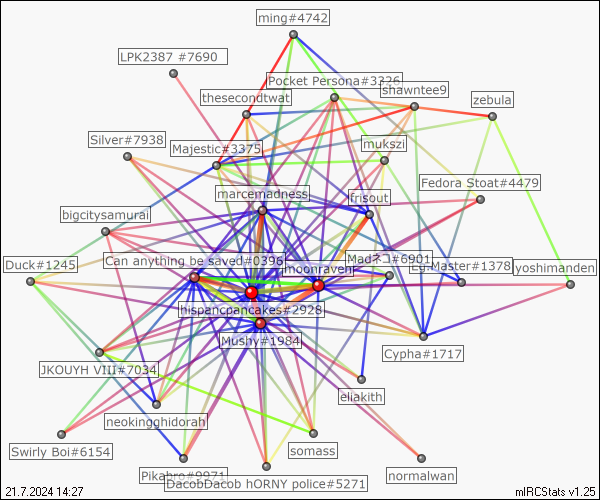 ming#4742
LPK2387 #7690
Pocket Persona#3326
shawntee9
thesecondtwat
zebula
Silver#7938
Majestic#3375
mukszi
Fedora Stoat#4479
marcemadness
frisout
bigcitysamurai
Can anything be saved#0396
Madネコ#6901
Duck#1245
moonraven
Eg.Master#1378
yoshimanden
hispancpancakes#2928
Mushy#1984
Cypha#1717
JKOUYH VIII#7034
eliakith
neokingghidorah
somass
Swirly Boi#6154
Pikabro#9971
normalwan
DacobDacob hORNY police#5271
21.7.2024 14:27
mIRCStats v1.25